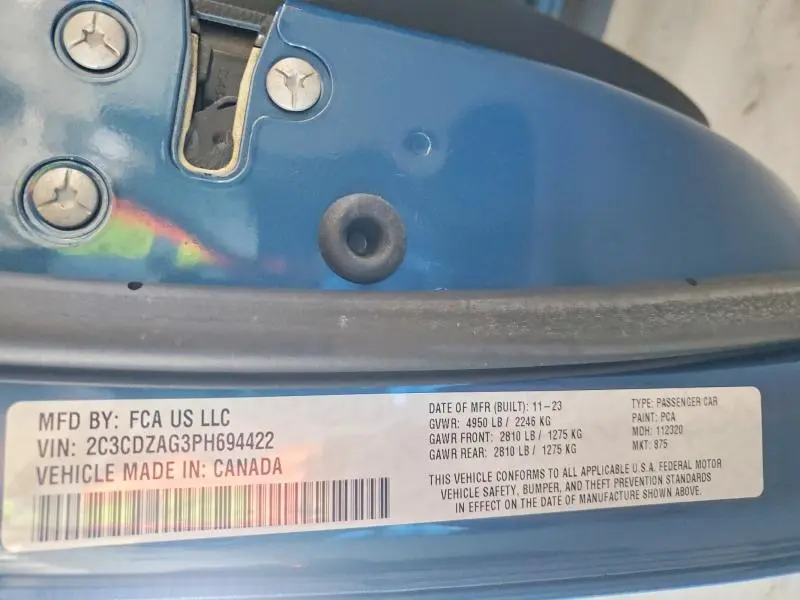 MFD BY: FCA US LLC
VIN: 2C3CDZAG3PH694422
VEHICLE MADE IN: CANADA
DATE OF MFR (BUILT): 11-23
GVWR: 4950 LB / 2246 KG
GAWR FRONT: 2810 LB / 1275 KG
GAWR REAR: 2810 LB / 1275 KG
TYPE: PASSENGER CAR
PAINT: PCA
MDH: 112320
MKT: 875
THIS VEHICLE CONFORMS TO ALL APPLICABLE U.S.A. FEDERAL MOTOR
VEHICLE SAFETY, BUMPER, AND THEFT PREVENTION STANDARDS
IN EFFECT ON THE DATE OF MANUFACTURE SHOWN ABOVE.